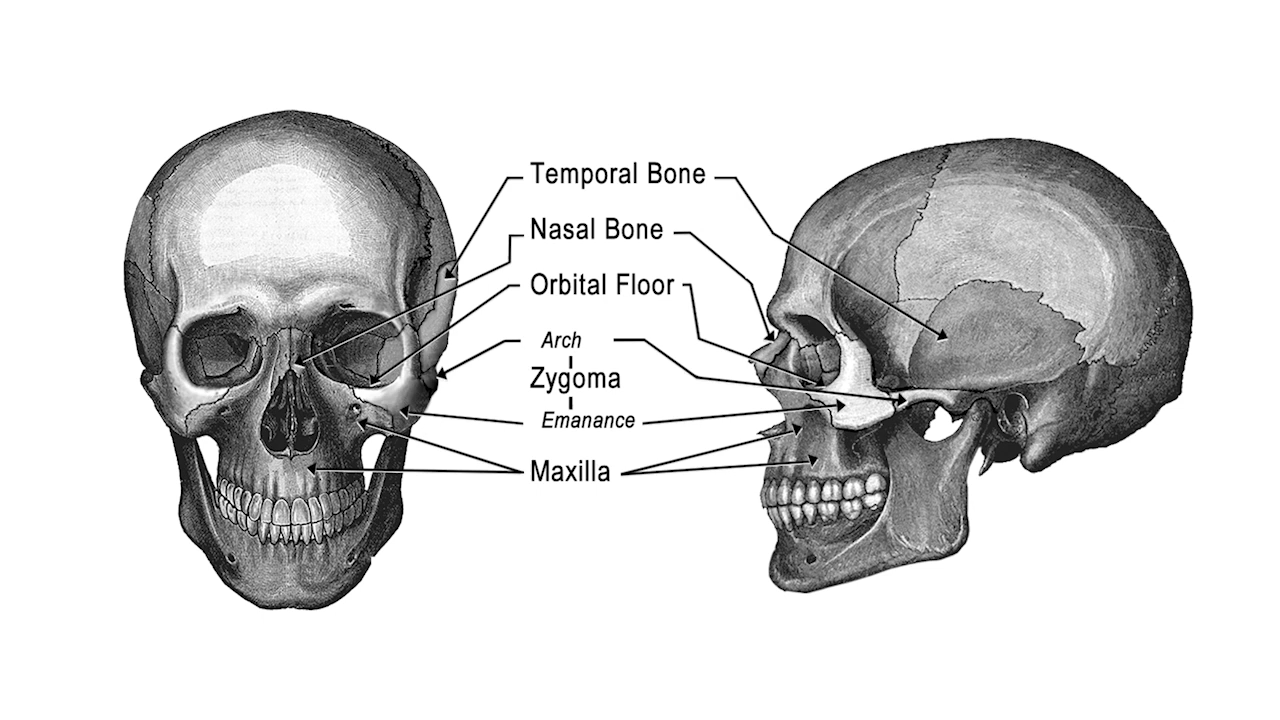 Temporal Bone
Nasal Bone
Orbital Floor
Arch
Zygoma
Emanance
Maxilla